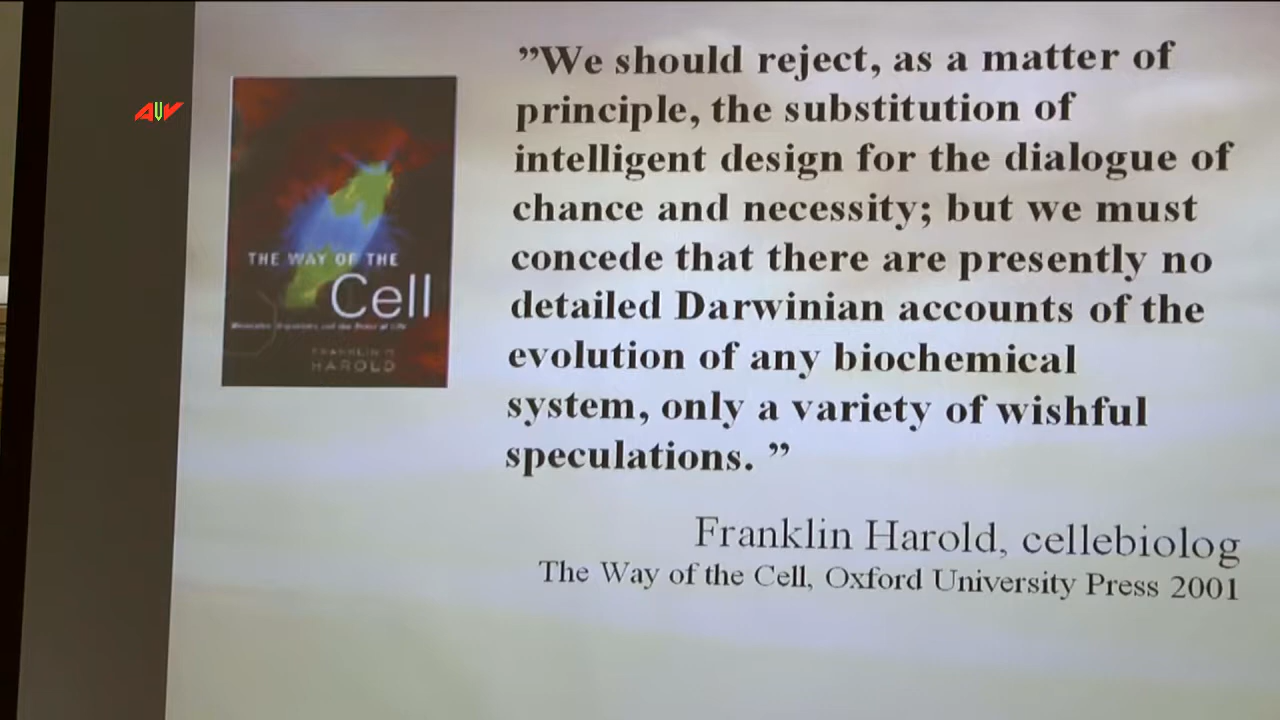 AV
”We should reject, as a matter of
principle, the substitution of
intelligent design for the dialogue of
chance and necessity; but we must
concede that there are presently no
detailed Darwinian accounts of the
evolution of any biochemical
system, only a variety of wishful
speculations. ”
THE WAY OF THE
Cell
FRANKLIN M
HAROLD
Franklin Harold, cellebiolog
The Way of the Cell, Oxford University Press 2001